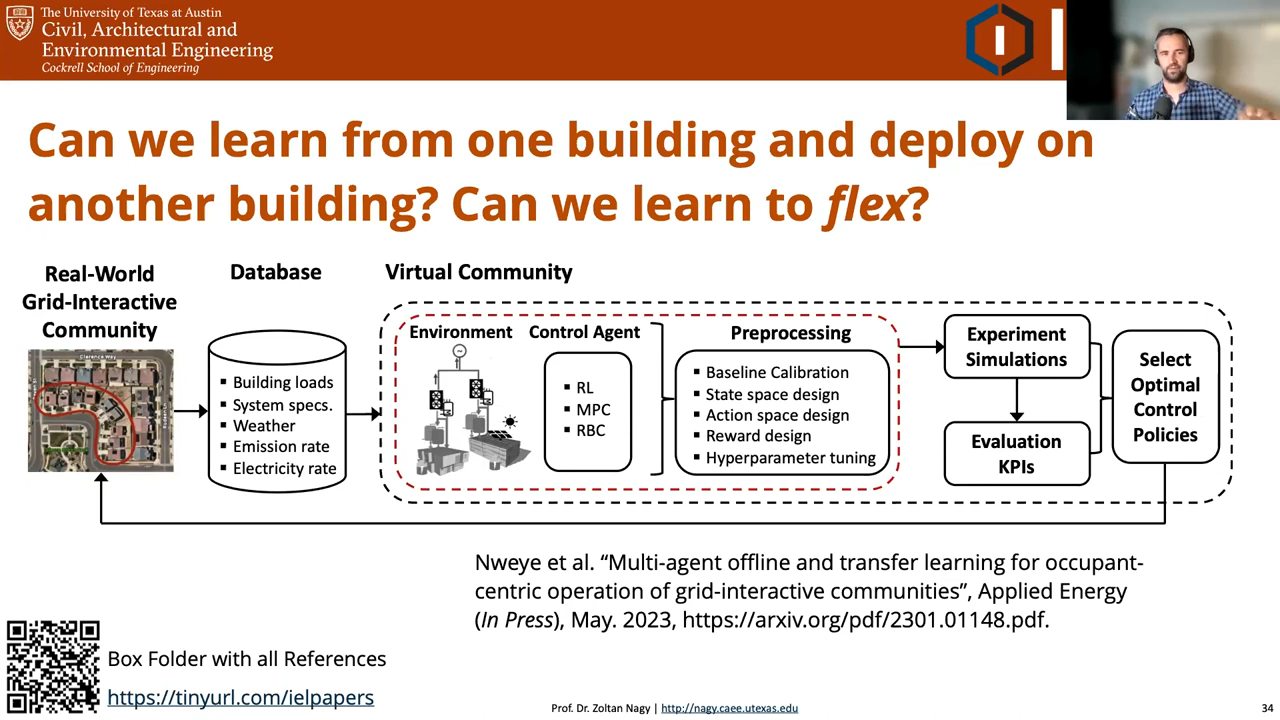 The University of Texas at Austin
Civil, Architectural and
Environmental Engineering
Cockrell School of Engineering
Can we learn from one building and deploy on
another building? Can we learn to flex?
Real-World
Grid-Interactive
Community
Clarence Way
Database
▪ Building loads
▪ System specs.
▪ Weather
▪ Emission rate
▪ Electricity rate
Virtual Community
Environment
Control Agent
▪ RL
▪ MPC
▪ RBC
Preprocessing
▪ Baseline Calibration
▪ State space design
▪ Action space design
▪ Reward design
▪ Hyperparameter tuning
Experiment
Simulations
Evaluation
KPIs
Select
Optimal
Control
Policies
Nweye et al. “Multi-agent offline and transfer learning for occupant-
centric operation of grid-interactive communities”, Applied Energy
(In Press), May. 2023, https://arxiv.org/pdf/2301.01148.pdf.
Box Folder with all References
https://tinyurl.com/ielpapers
Prof. Dr. Zoltan Nagy | http://nagy.caee.utexas.edu
34